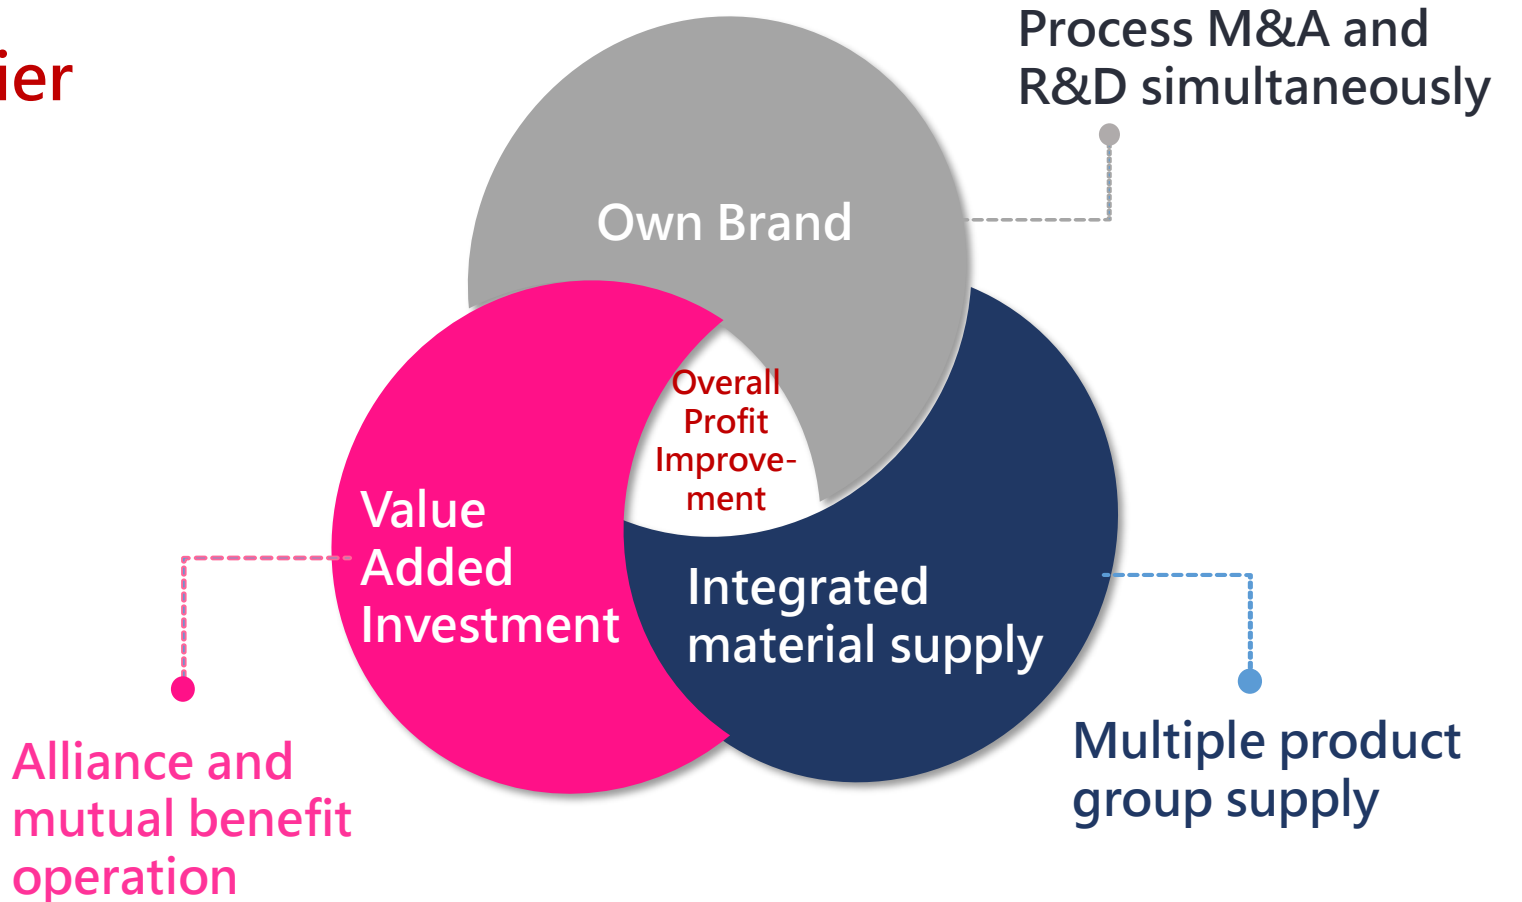 ier
Process M&A and
R&D simultaneously
Own Brand
Overall
Profit
Improve-
ment
Value
Added
Investment
Integrated
material supply
Multiple product
group supply
Alliance and
mutual benefit
operation